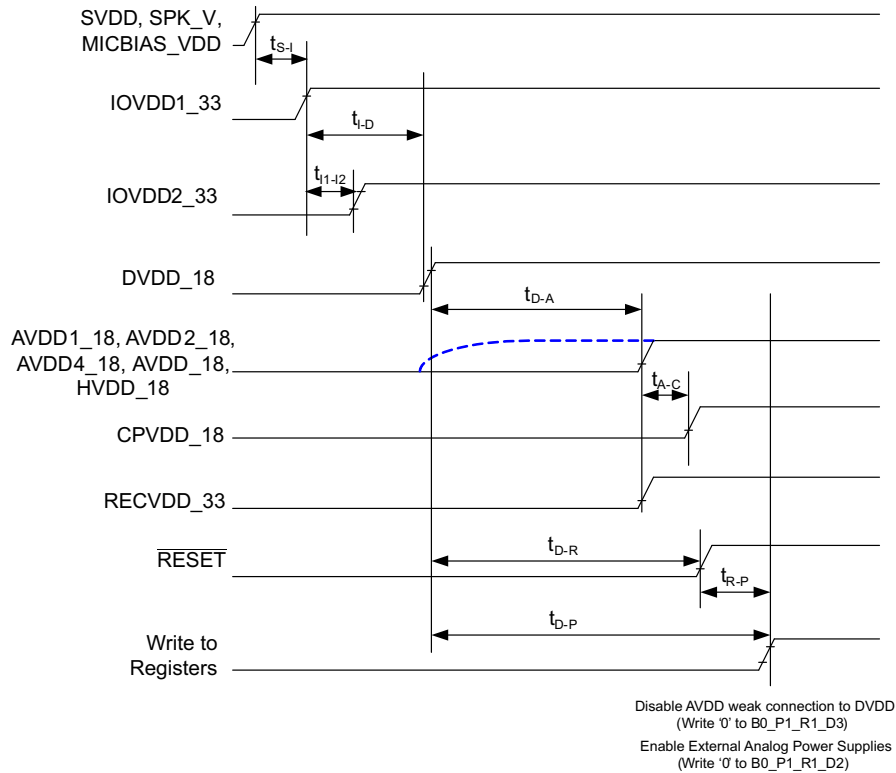 SVDD, SPK_V,
MICBIAS_VDD
tS-I
IOVDD1_33
tI-D
tI1-I2
IOVDD2_33
DVDD_18
tD-A
AVDD1_18, AVDD2_18,
AVDD4_18, AVDD_18,
HVDD_18
tA-C
CPVDD_18
RECVDD_33
tD-R
RESET
tR-P
tD-P
Write to
Registers
Disable AVDD weak connection to DVDD
(Write '0' to B0_P1_R1_D3)
Enable External Analog Power Supplies
(Write '0' to B0_P1_R1_D2)